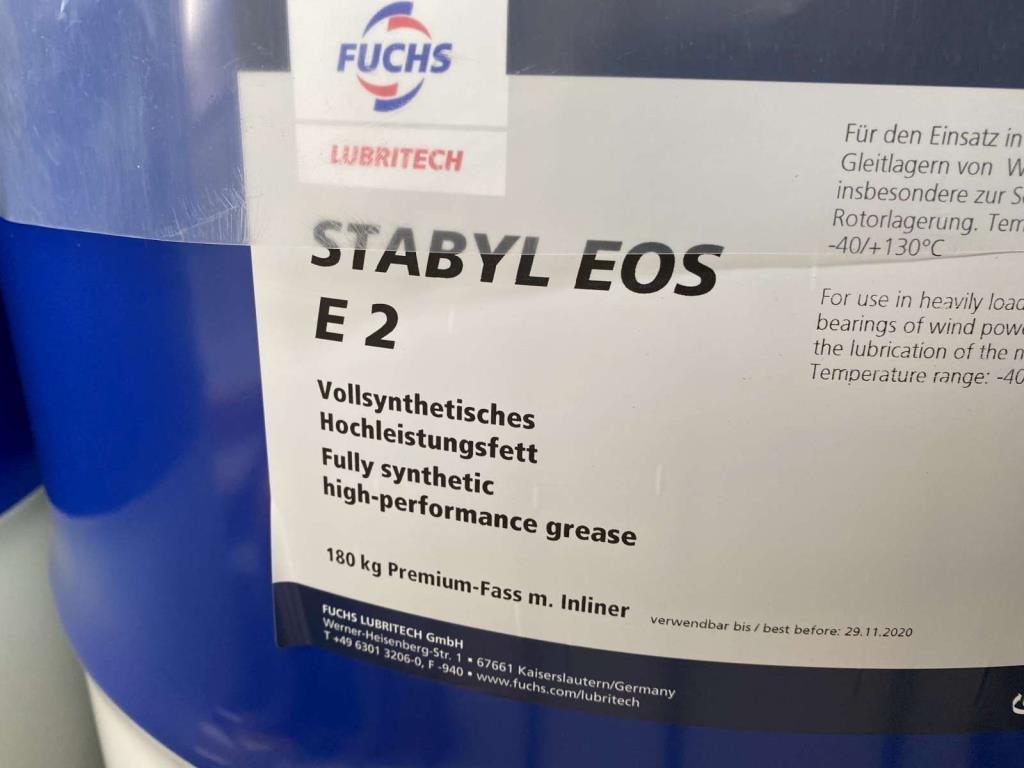 FUCHS
LUBRITECH
STABYL EOS
E 2
Vollsynthetisches
Hochleistungsfett
Fully synthetic
high-performance grease
180 kg Premium-Fass m. Inliner
verwendbar bis / best before: 29.11.2020
Für den Einsatz in
Gleitlagern von
insbesondere zur
Rotorlagerung.
-40/+130°C
For use in heavily
bearings of wind
the lubrication of the
Temperature range: -40
FUCHS LUBRITECH GmbH
Werner-Heisenberg-Str. 1 • 67661 Kaiserslautern/Germany
T +49 6301 3206-0, F -940 • www.fuchs.com/lubritech